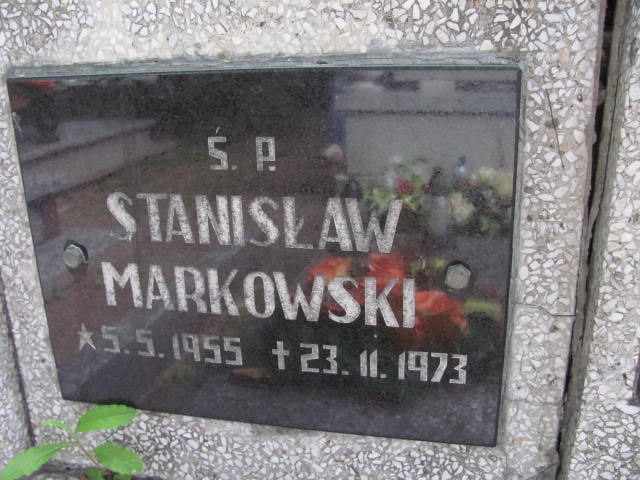 Ś. P.
STANISŁAW
MARKOWSKI
★5.5.1955 ✝23.11.1973